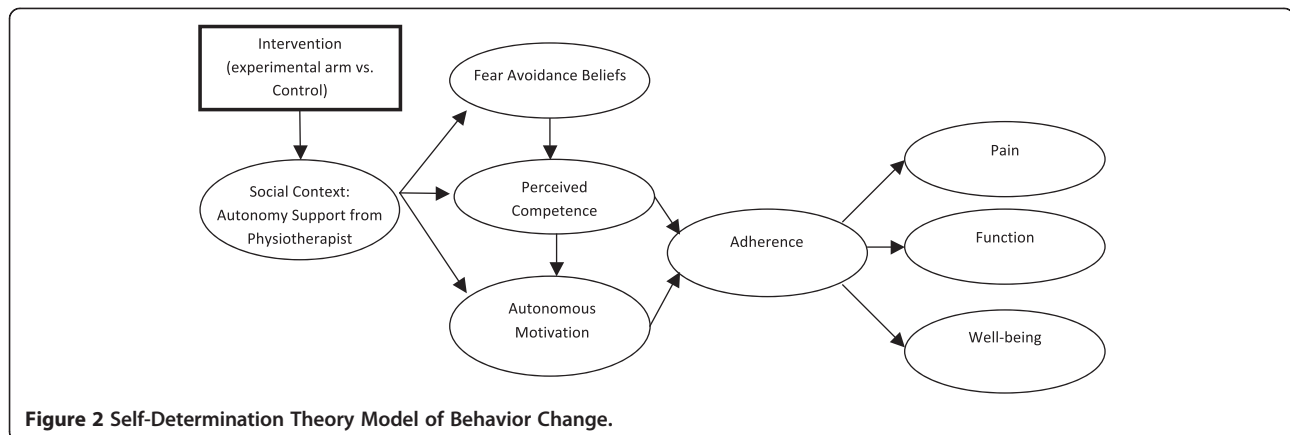 Intervention
(experimental arm vs.
Control)
Fear Avoidance Beliefs
Social Context:
Autonomy Support from
Physiotherapist
Perceived
Competence
Autonomous
Motivation
Adherence
Pain
Function
Well-being
Figure 2 Self-Determination Theory Model of Behavior Change.